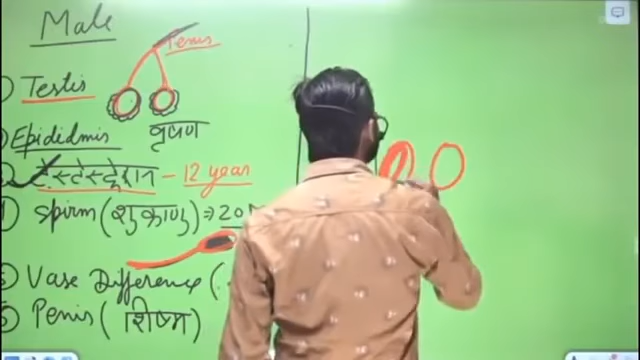 Male
Penis
Testis
Epididmis वृषण
टेस्टेस्ट्रेरान - 12 year
Spirm (शुक्राणु) ⇒ 20
Vase Difference (
Penis (शिश्न)